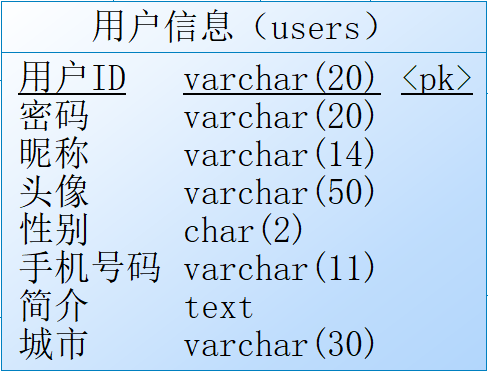 用户信息（users）
用户ID varchar(20) <pk>
密码 varchar(20)
昵称 varchar(14)
头像 varchar(50)
性别 char(2)
手机号码 varchar(11)
简介 text
城市 varchar(30)